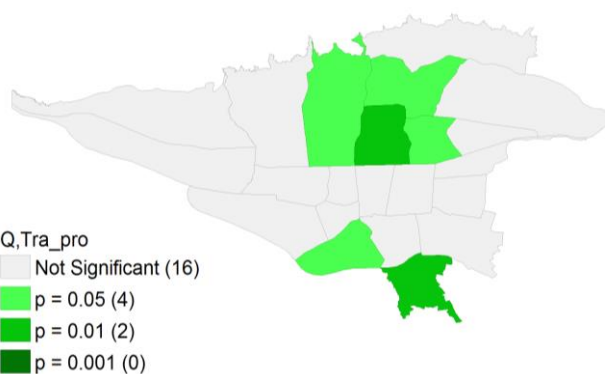 Q,Tra_pro
Not Significant (16)
p = 0.05 (4)
p = 0.01 (2)
p = 0.001 (0)